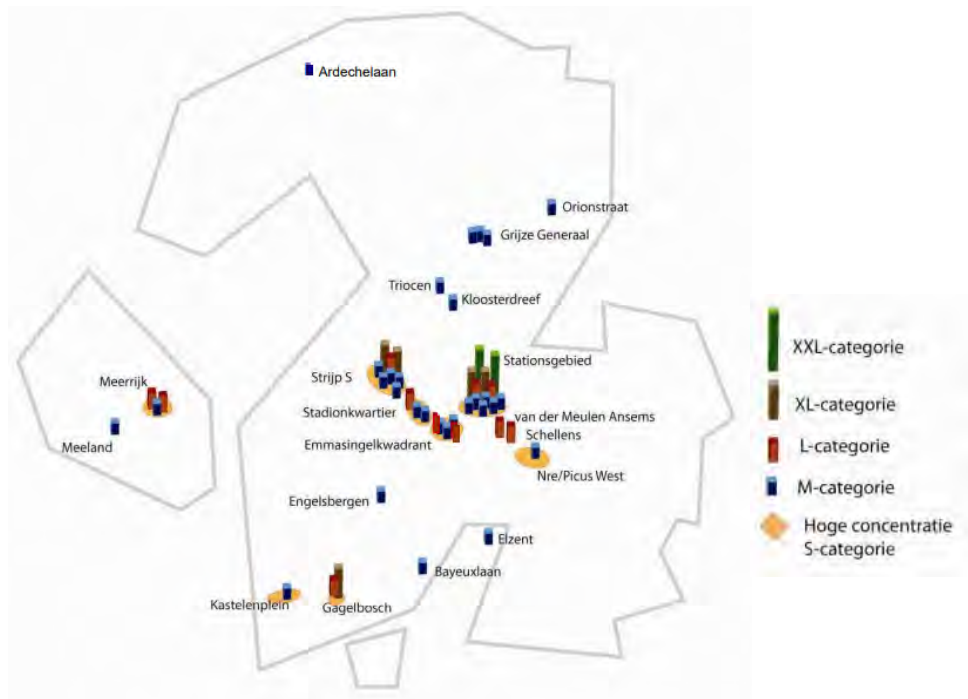 Ardechelaan
Orionstraat
Grijze Generaal
Triocen
Kloosterdreef
Stationsgebied
Strijp S
Meerrijk
Stadionkwartier
van der Meulen Ansems
Meeland
Emmasingelkwadrant
Schellens
Nre/Picus West
Engelsbergen
Elzent
Bayeuxlaan
Kastelenplein
Gagelbosch
XXL-categorie
XL-categorie
L-categorie
M-categorie
Hoge concentratie
S-categorie